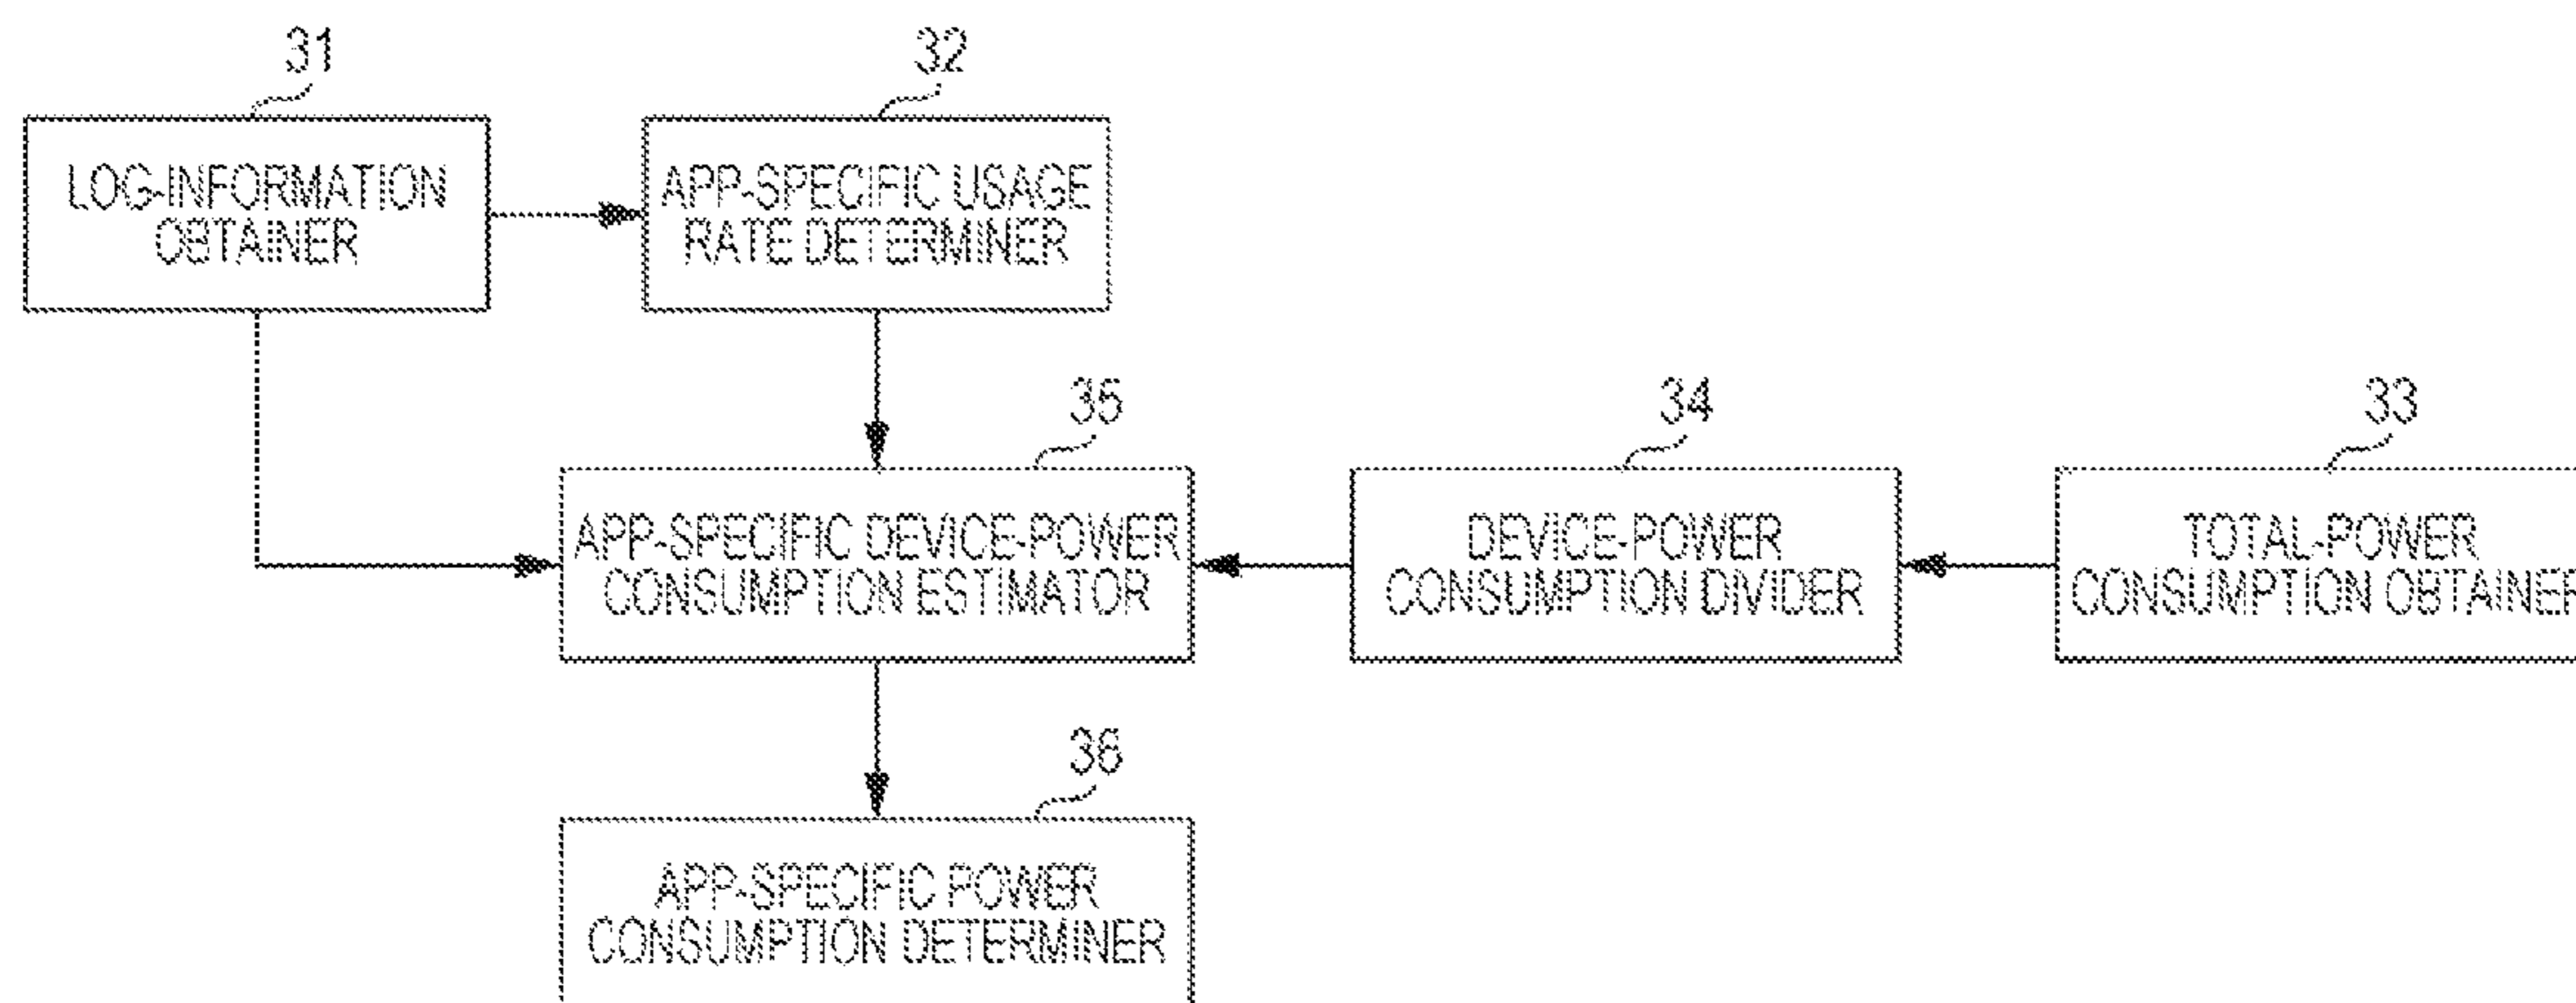 31
LOG-INFORMATION
OBTAINER
32
APP-SPECIFIC USAGE
RATE DETERMINER
35
APP-SPECIFIC DEVICE-POWER
CONSUMPTION ESTIMATOR
34
DEVICE-POWER
CONSUMPTION DIVIDER
33
TOTAL-POWER
CONSUMPTION OBTAINER
36
APP-SPECIFIC POWER
CONSUMPTION DETERMINER